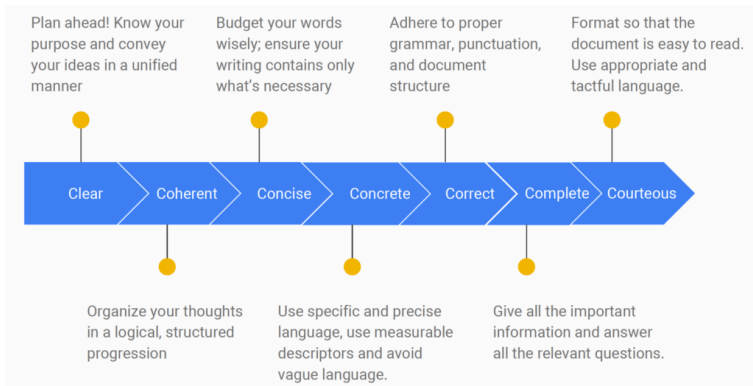 Plan ahead! Know your
purpose and convey
your ideas in a unified
manner
Budget your words
wisely; ensure your
writing contains only
what's necessary
Adhere to proper
grammar, punctuation,
and document
structure
Format so that the
document is easy to read.
Use appropriate and
tactful language.
Clear
Coherent
Concise
Concrete
Correct
Complete
Courteous
Organize your thoughts
in a logical, structured
progression
Use specific and precise
language, use measurable
descriptors and avoid
vague language.
Give all the important
information and answer
all the relevant questions.